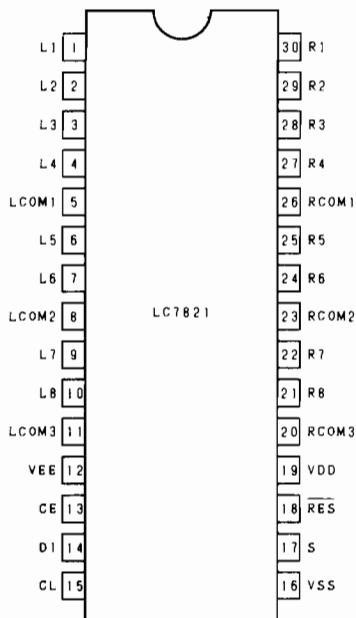 L1 1 30 R1
L2 2 29 R2
L3 3 28 R3
L4 4 27 R4
LCOM1 5 26 RCOM1
L5 6 25 R5
L6 7 24 R6
LCOM2 8 LC7821 23 RCOM2
L7 9 22 R7
L8 10 21 R8
LCOM3 11 20 RCOM3
VEE 12 19 VDD
CE 13 18 R̅E̅S̅
DI 14 17 S
CL 15 16 VSS